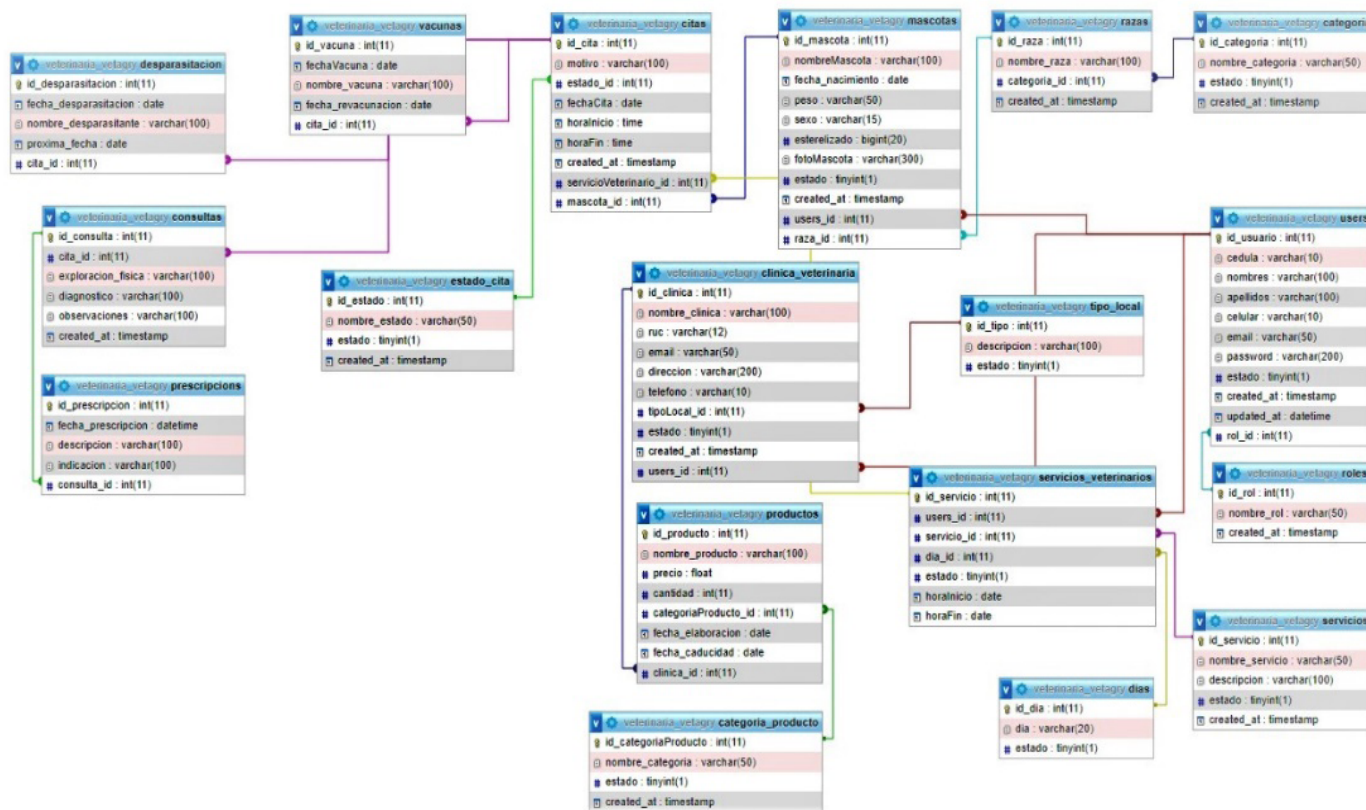 veterinaria_vetagry desparasitacion
id_desparasitacion : int(11)
fecha_desparasitacion : date
nombre_desparasitante : varchar(100)
proxima_fecha : date
cita_id : int(11)
veterinaria_vetagry vacunas
id_vacuna : int(11)
fechaVacuna : date
nombre_vacuna : varchar(100)
fecha_revacunacion : date
cita_id : int(11)
veterinaria_vetagry citas
id_cita : int(11)
motivo : varchar(100)
estado_id : int(11)
fechaCita : date
horaInicio : time
horaFin : time
created_at : timestamp
servicioVeterinario_id : int(11)
mascota_id : int(11)
veterinaria_vetagry mascotas
id_mascota : int(11)
nombreMascota : varchar(100)
fecha_nacimiento : date
peso : varchar(50)
sexo : varchar(15)
esterelizado : bigint(20)
fotoMascota : varchar(300)
estado : tinyint(1)
created_at : timestamp
users_id : int(11)
raza_id : int(11)
veterinaria_vetagry razas
id_raza : int(11)
nombre_raza : varchar(100)
categoria_id : int(11)
created_at : timestamp
veterinaria_vetagry categoria
id_categoria : int(11)
nombre_categoria : varchar(50)
estado : tinyint(1)
created_at : timestamp
veterinaria_vetagry consultas
id_consulta : int(11)
cita_id : int(11)
exploracion_fisica : varchar(100)
diagnostico : varchar(100)
observaciones : varchar(100)
created_at : timestamp
veterinaria_vetagry estado_cita
id_estado : int(11)
nombre_estado : varchar(50)
estado : tinyint(1)
created_at : timestamp
veterinaria_vetagry clinica_veterinaria
id_clinica : int(11)
nombre_clinica : varchar(100)
ruc : varchar(12)
email : varchar(50)
direccion : varchar(200)
telefono : varchar(10)
tipoLocal_id : int(11)
estado : tinyint(1)
created_at : timestamp
users_id : int(11)
veterinaria_vetagry tipo_local
id_tipo : int(11)
descripcion : varchar(100)
estado : tinyint(1)
veterinaria_vetagry users
id_usuario : int(11)
cedula : varchar(10)
nombres : varchar(100)
apellidos : varchar(100)
celular : varchar(10)
email : varchar(50)
password : varchar(200)
estado : tinyint(1)
created_at : timestamp
updated_at : datetime
rol_id : int(11)
veterinaria_vetagry prescripcions
id_prescripcion : int(11)
fecha_prescripcion : datetime
descripcion : varchar(100)
indicacion : varchar(100)
consulta_id : int(11)
veterinaria_vetagry roles
id_rol : int(11)
nombre_rol : varchar(50)
created_at : timestamp
veterinaria_vetagry servicios_veterinarios
id_servicio : int(11)
users_id : int(11)
servicio_id : int(11)
dia_id : int(11)
estado : tinyint(1)
horaInicio : date
horaFin : date
veterinaria_vetagry productos
id_producto : int(11)
nombre_producto : varchar(100)
precio : float
cantidad : int(11)
categoriaProducto_id : int(11)
fecha_elaboracion : date
fecha_caducidad : date
clinica_id : int(11)
veterinaria_vetagry servicios
id_servicio : int(11)
nombre_servicio : varchar(50)
descripcion : varchar(100)
estado : tinyint(1)
created_at : timestamp
veterinaria_vetagry dias
id_dia : int(11)
dia : varchar(20)
estado : tinyint(1)
veterinaria_vetagry categoria_producto
id_categoriaProducto : int(11)
nombre_categoria : varchar(50)
estado : tinyint(1)
created_at : timestamp